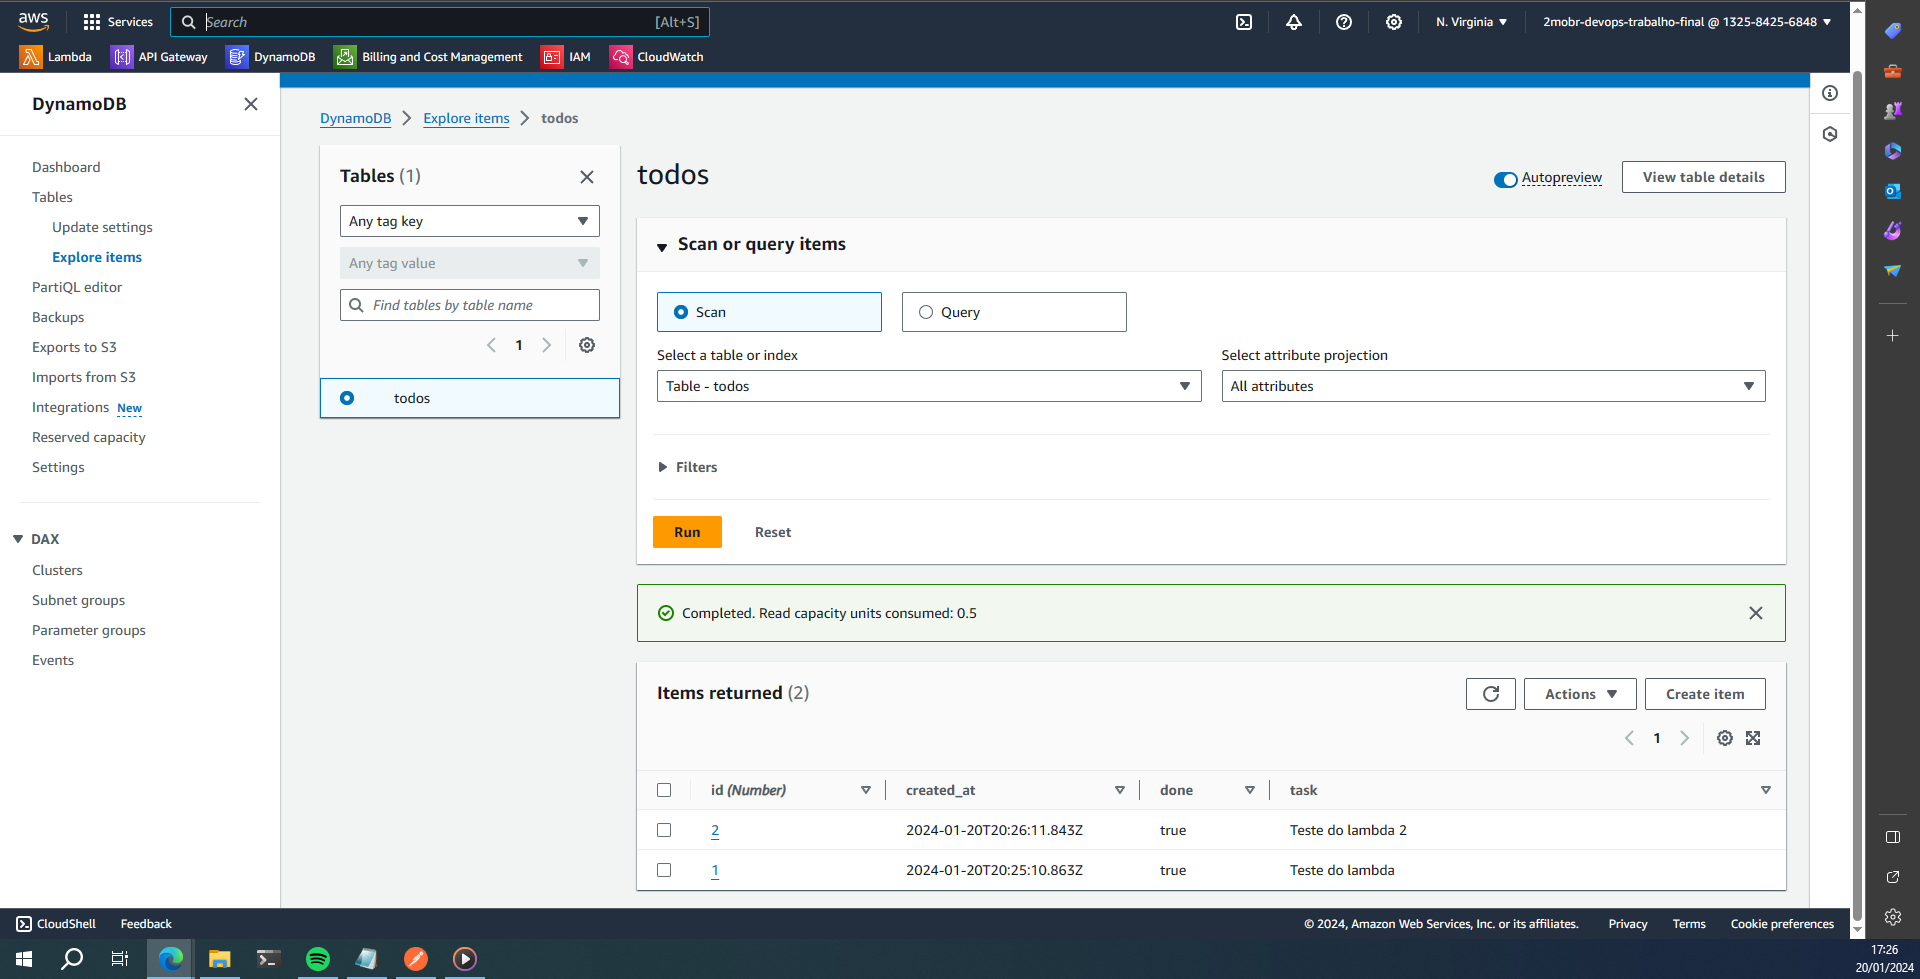 aws
Services
Search
[Alt+S]
N. Virginia
2mobr-devops-trabalho-final @ 1325-8425-6848
Lambda
API Gateway
DynamoDB
Billing and Cost Management
IAM
CloudWatch
DynamoDB
Dashboard
Tables
Update settings
Explore items
PartiQL editor
Backups
Exports to S3
Imports from S3
Integrations New
Reserved capacity
Settings
DAX
Clusters
Subnet groups
Parameter groups
Events
DynamoDB
Explore items
todos
Tables (1)
Any tag key
Any tag value
Find tables by table name
1
todos
todos
Autopreview
View table details
Scan or query items
Scan
Query
Select a table or index
Table - todos
Select attribute projection
All attributes
Filters
Run
Reset
Completed. Read capacity units consumed: 0.5
Items returned (2)
Actions
Create item
1
id (Number) created_at done task
2 2024-01-20T20:26:11.843Z true Teste do lambda 2
1 2024-01-20T20:25:10.863Z true Teste do lambda
CloudShell
Feedback
© 2024, Amazon Web Services, Inc. or its affiliates.
Privacy
Terms
Cookie preferences
17:26
20/01/2024